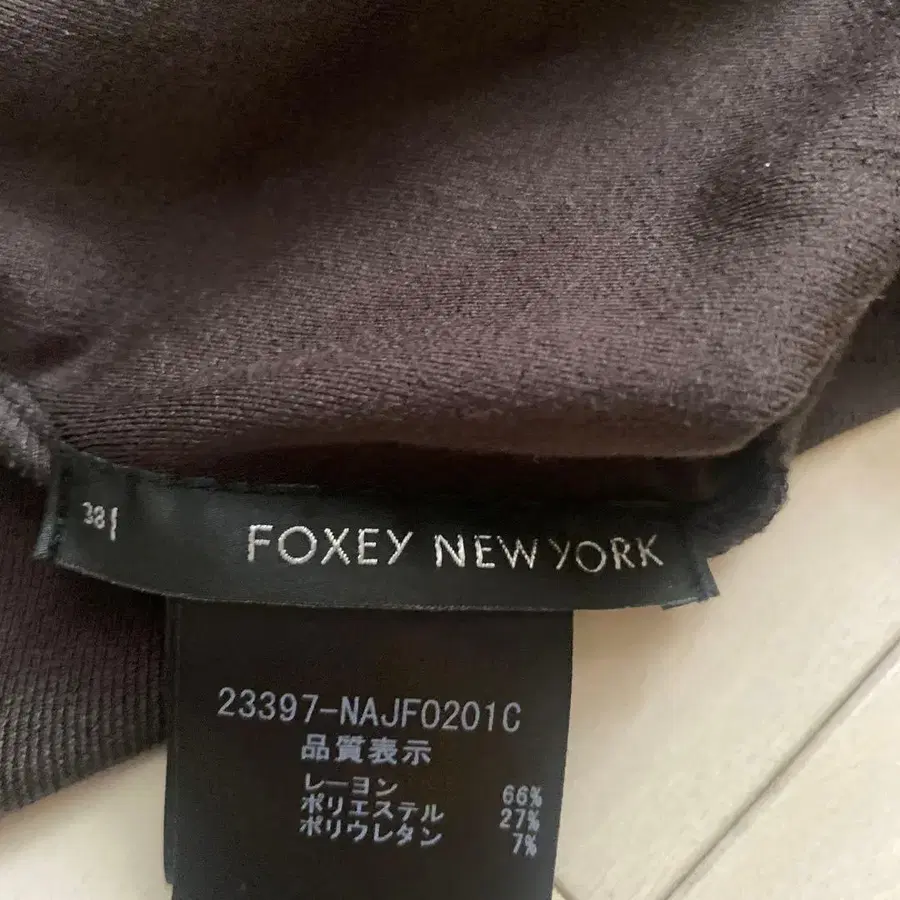 38
FOXEY NEW YORK
23397-NAJF0201C
品質表示
レーヨン 66%
ポリエステル 27%
ポリウレタン 7%